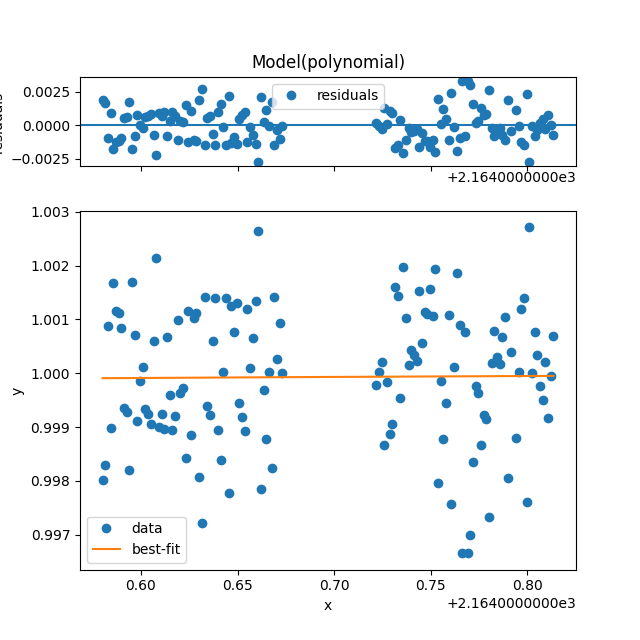 Model(polynomial)
0.0025
0.0000
−0.0025
residuals
+2.1640000000e3
1.003
1.002
1.001
1.000
0.999
0.998
0.997
y
data
best-fit
0.60 0.65 0.70 0.75 0.80
x
+2.1640000000e3